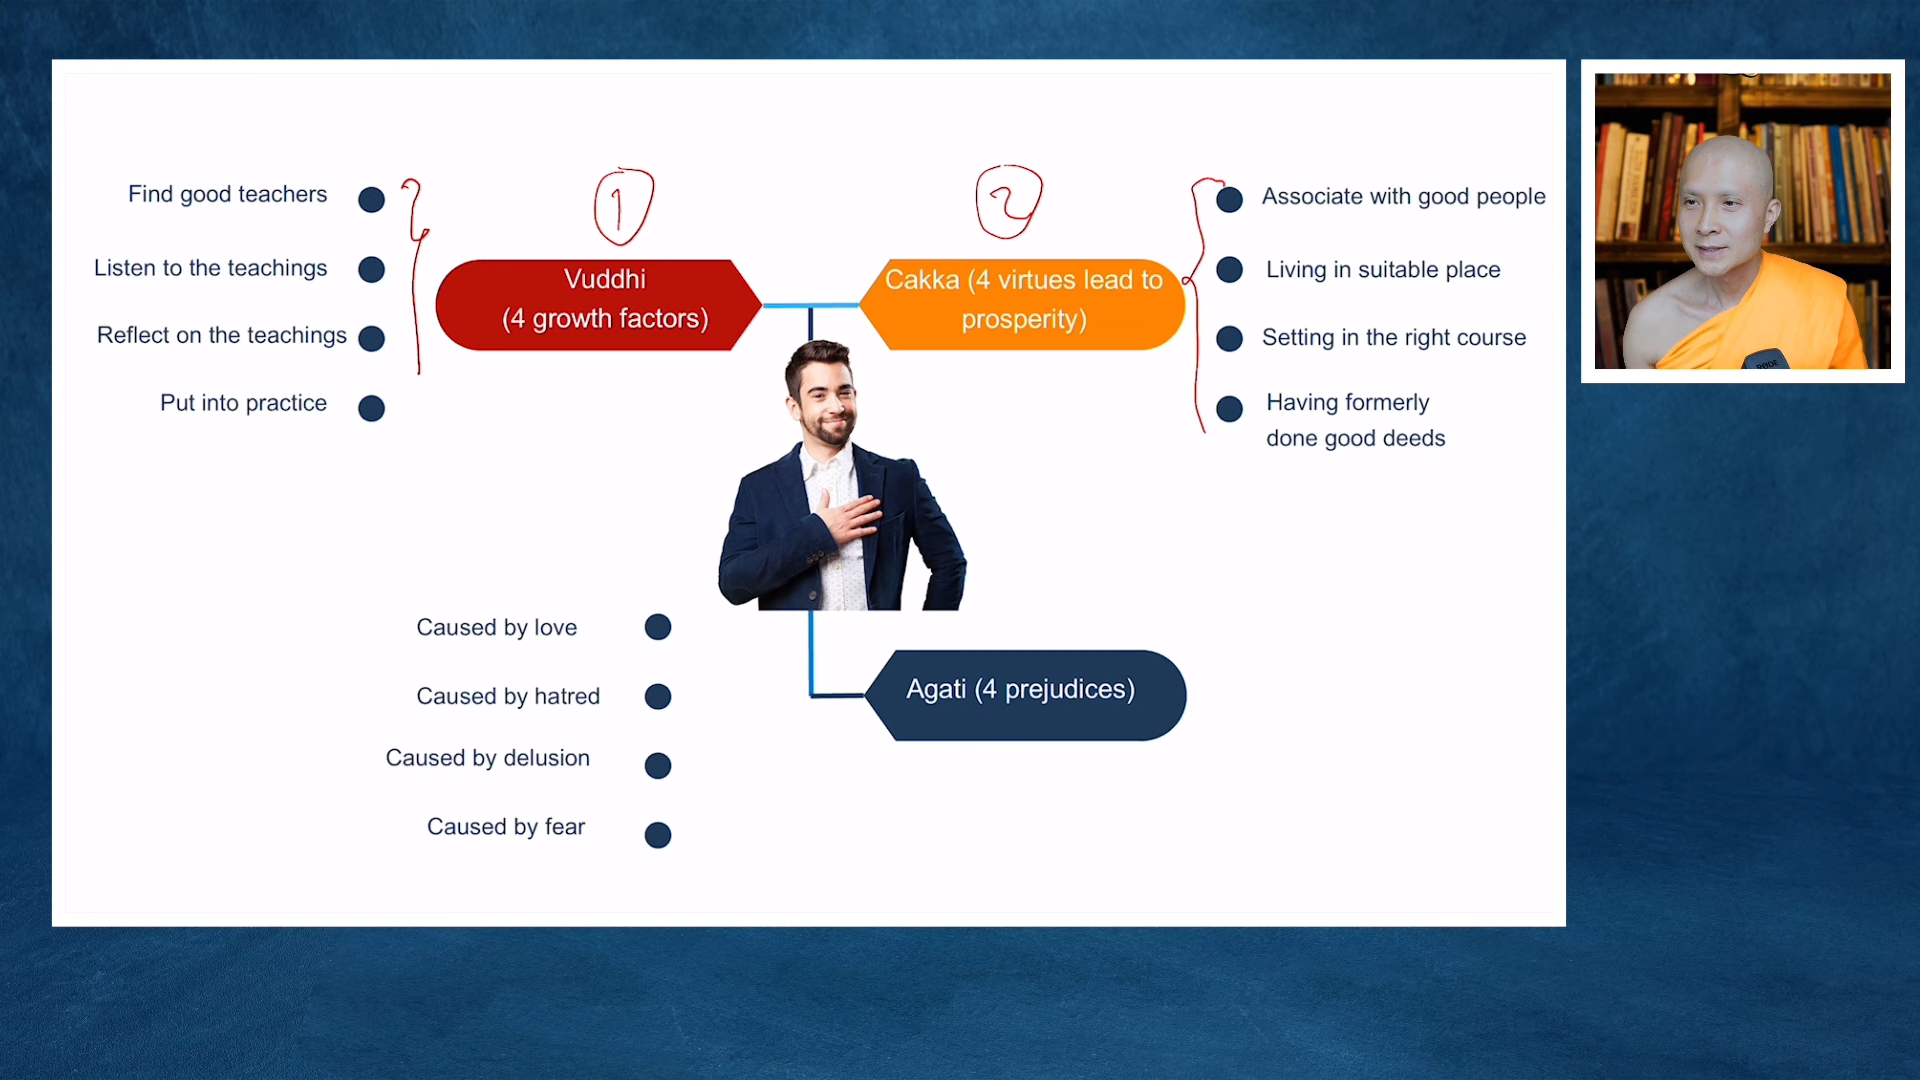 Find good teachers
Listen to the teachings
Reflect on the teachings
Put into practice
1
Vuddhi
(4 growth factors)
2
Cakka (4 virtues lead to
prosperity)
Associate with good people
Living in suitable place
Setting in the right course
Having formerly
done good deeds
Caused by love
Caused by hatred
Caused by delusion
Caused by fear
Agati (4 prejudices)
RØDE